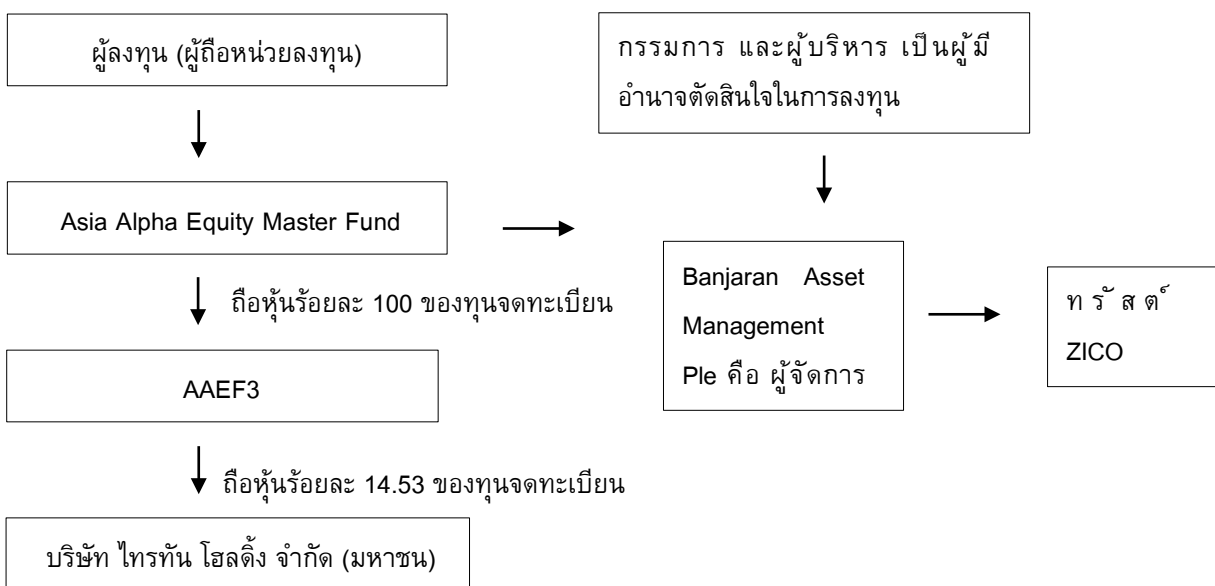 ผู้ลงทุน (ผู้ถือหน่วยลงทุน)
กรรมการ และผู้บริหาร เป็นผู้มี
อำนาจตัดสินใจในการลงทุน
Asia Alpha Equity Master Fund
Banjaran Asset
Management
Ple คือ ผู้จัดการ
ทรัสต์
ZICO
ถือหุ้นร้อยละ 100 ของทุนจดทะเบียน
AAEF3
ถือหุ้นร้อยละ 14.53 ของทุนจดทะเบียน
บริษัท ไทรทัน โฮลดิ้ง จำกัด (มหาชน)